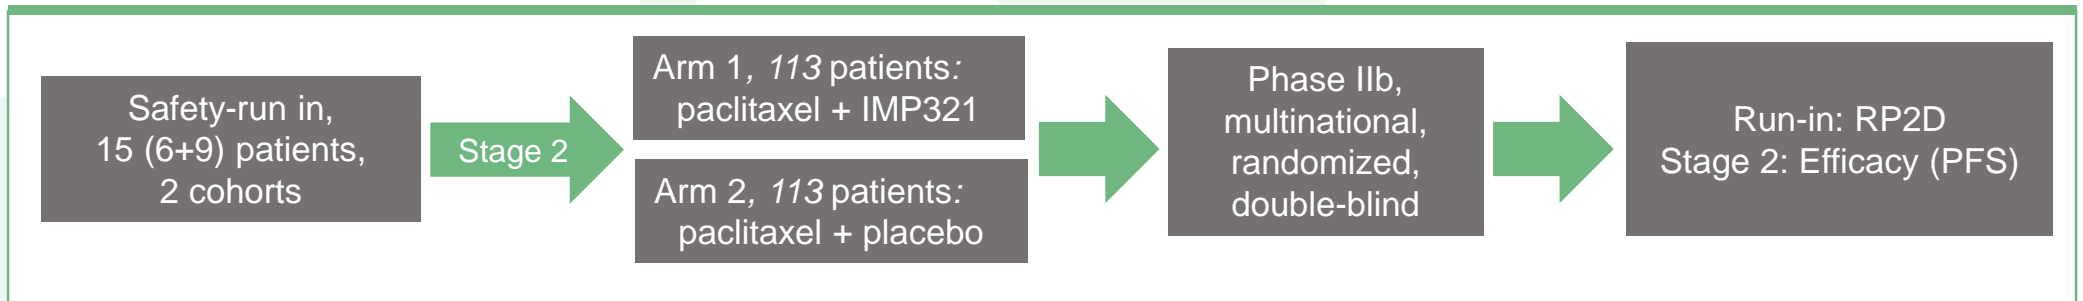 Safety-run in,
15 (6+9) patients,
2 cohorts
Stage 2
Arm 1, 113 patients:
paclitaxel + IMP321
Arm 2, 113 patients:
paclitaxel + placebo
Phase IIb,
multinational,
randomized,
double-blind
Run-in: RP2D
Stage 2: Efficacy (PFS)